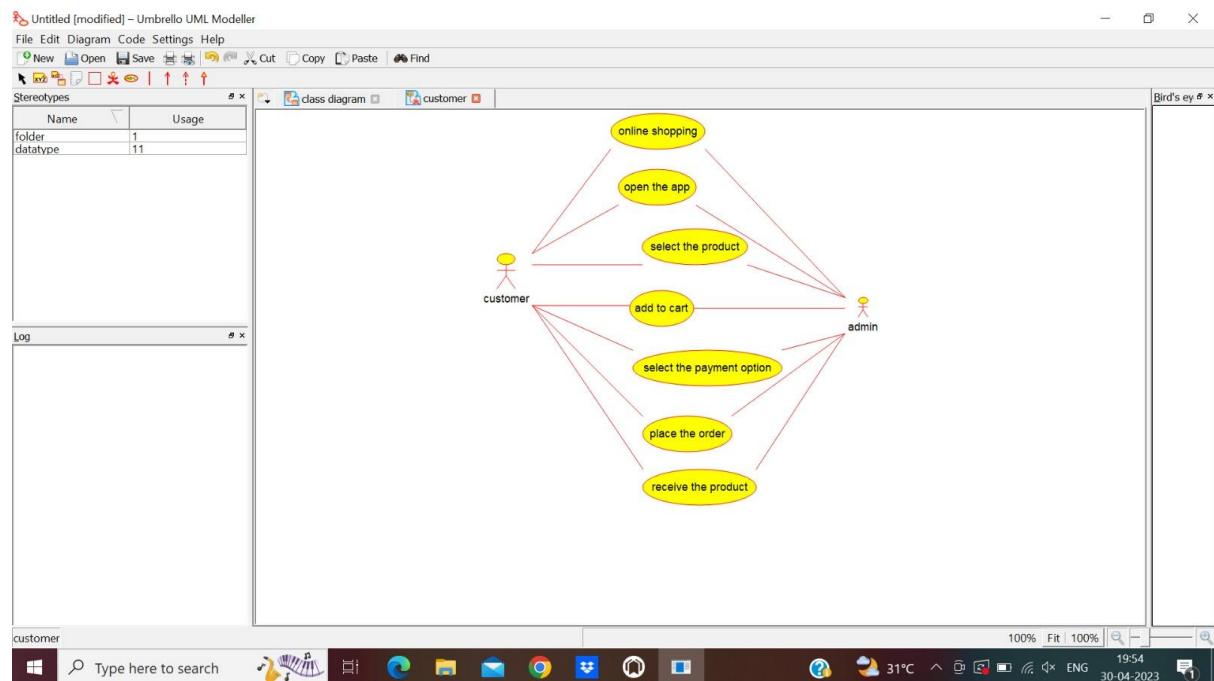 Untitled [modified] – Umbrello UML Modeller
File Edit Diagram Code Settings Help
New Open Save Cut Copy Paste Find
Stereotypes
class diagram customer
Bird's ey
Name Usage
folder 1
datatype 11
online shopping
open the app
select the product
customer
add to cart
admin
Log
select the payment option
place the order
receive the product
customer
100% Fit 100%
Type here to search
31°C ENG
19:54
30-04-2023
1